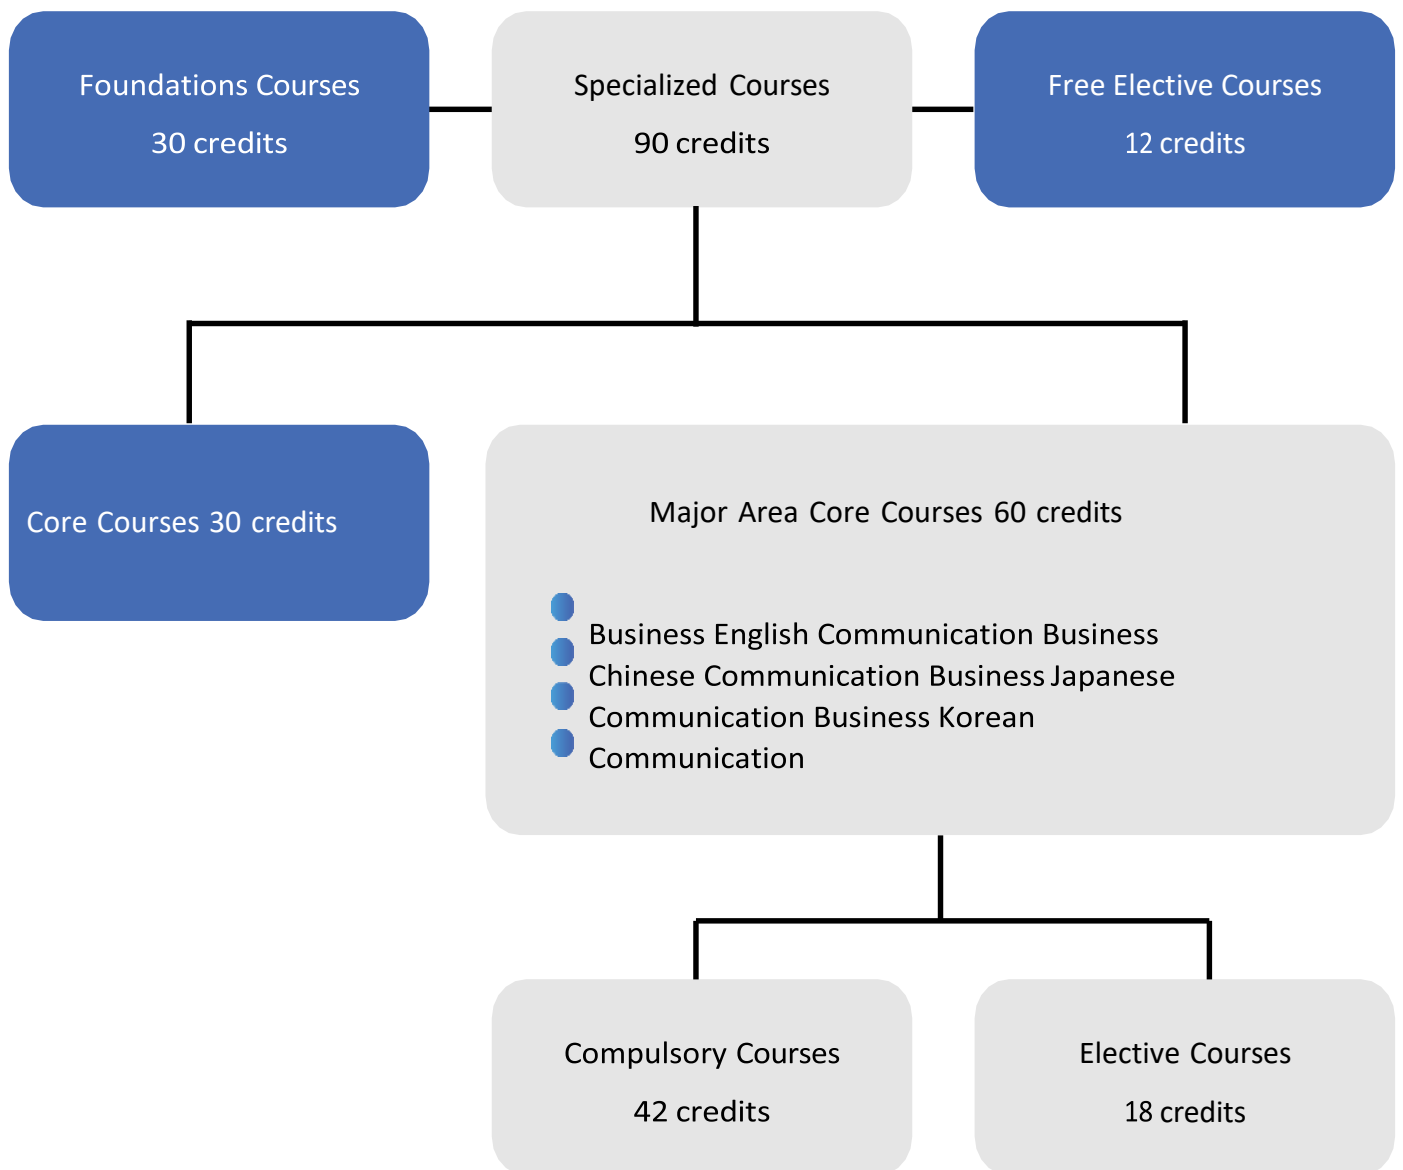 Foundations Courses
30 credits
Specialized Courses
90 credits
Free Elective Courses
12 credits
Core Courses 30 credits
Major Area Core Courses 60 credits
Business English Communication Business
Chinese Communication Business Japanese
Communication Business Korean
Communication
Compulsory Courses
42 credits
Elective Courses
18 credits